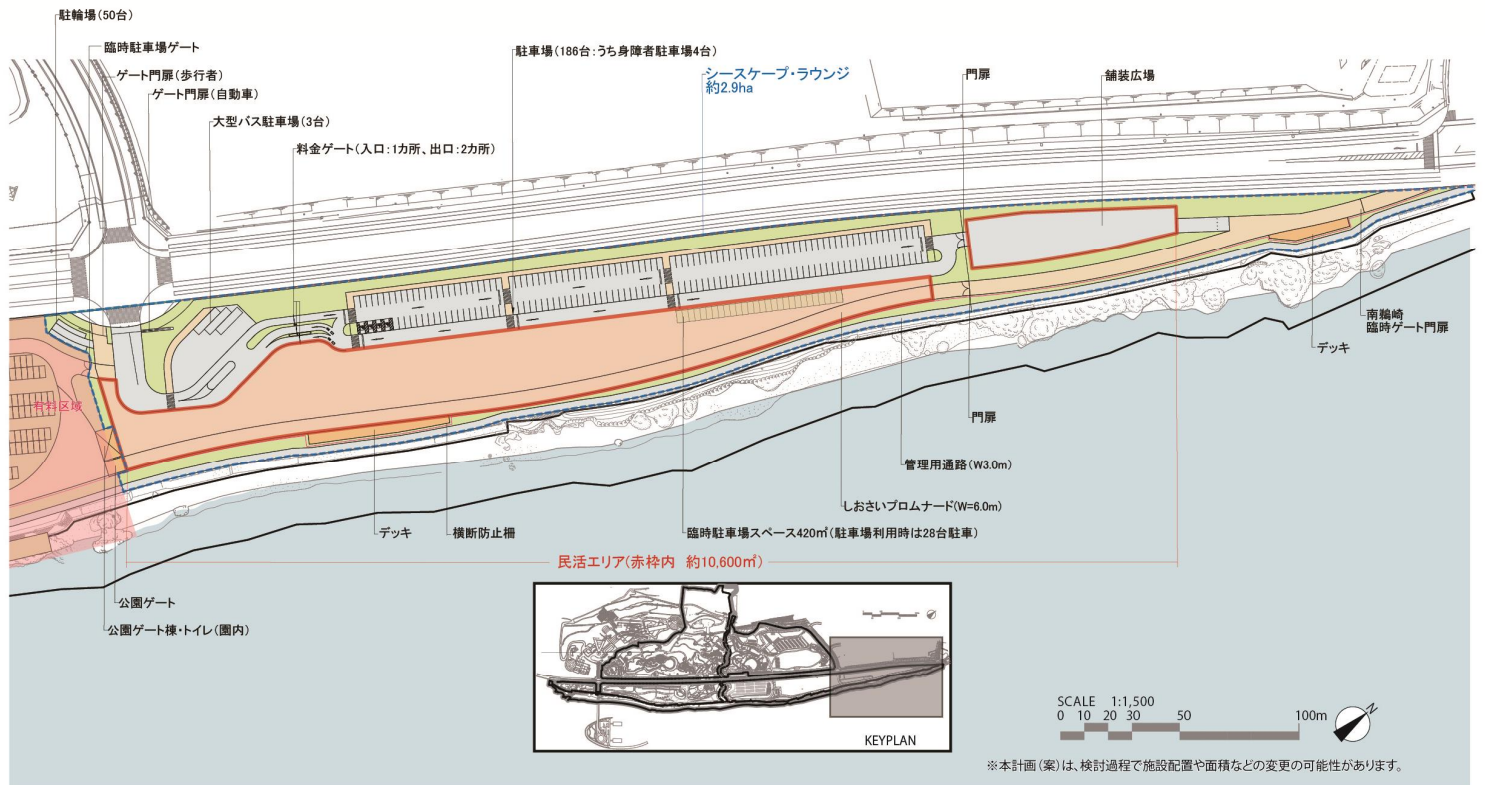 駐輪場(50台)
臨時駐車場ゲート
ゲート門扉(歩行者)
ゲート門扉(自動車)
大型バス駐車場(3台)
料金ゲート(入口:1カ所、出口:2カ所)
駐車場(186台:うち身障者駐車場4台)
シースケープ・ラウンジ
約2.9ha
門扉
舗装広場
有料区域
南鵜崎
臨時ゲート門扉
デッキ
門扉
管理用通路(W3.0m)
しおさいプロムナード(W=6.0m)
臨時駐車場スペース420㎡(駐車場利用時は28台駐車)
デッキ
横断防止柵
民活エリア(赤枠内 約10,600㎡)
公園ゲート
公園ゲート棟・トイレ(園内)
KEYPLAN
SCALE 1:1,500
0 10 20 30 50 100m
N
※本計画(案)は、検討過程で施設配置や面積などの変更の可能性があります。